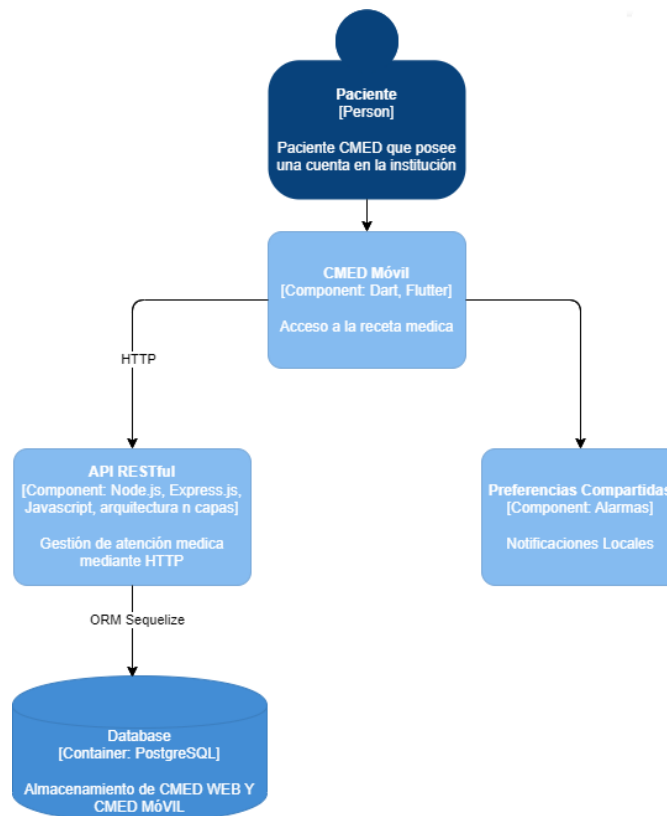 Paciente
[Person]
Paciente CMED que posee
una cuenta en la institución
CMED Móvil
[Component: Dart, Flutter]
Acceso a la receta medica
HTTP
API RESTful
[Component: Node.js, Express.js,
Javascript, arquitectura n capas]
Gestión de atención medica
mediante HTTP
Preferencias Compartidas
[Component: Alarmas]
Notificaciones Locales
ORM Sequelize
Database
[Container: PostgreSQL]
Almacenamiento de CMED WEB Y
CMED MóVIL